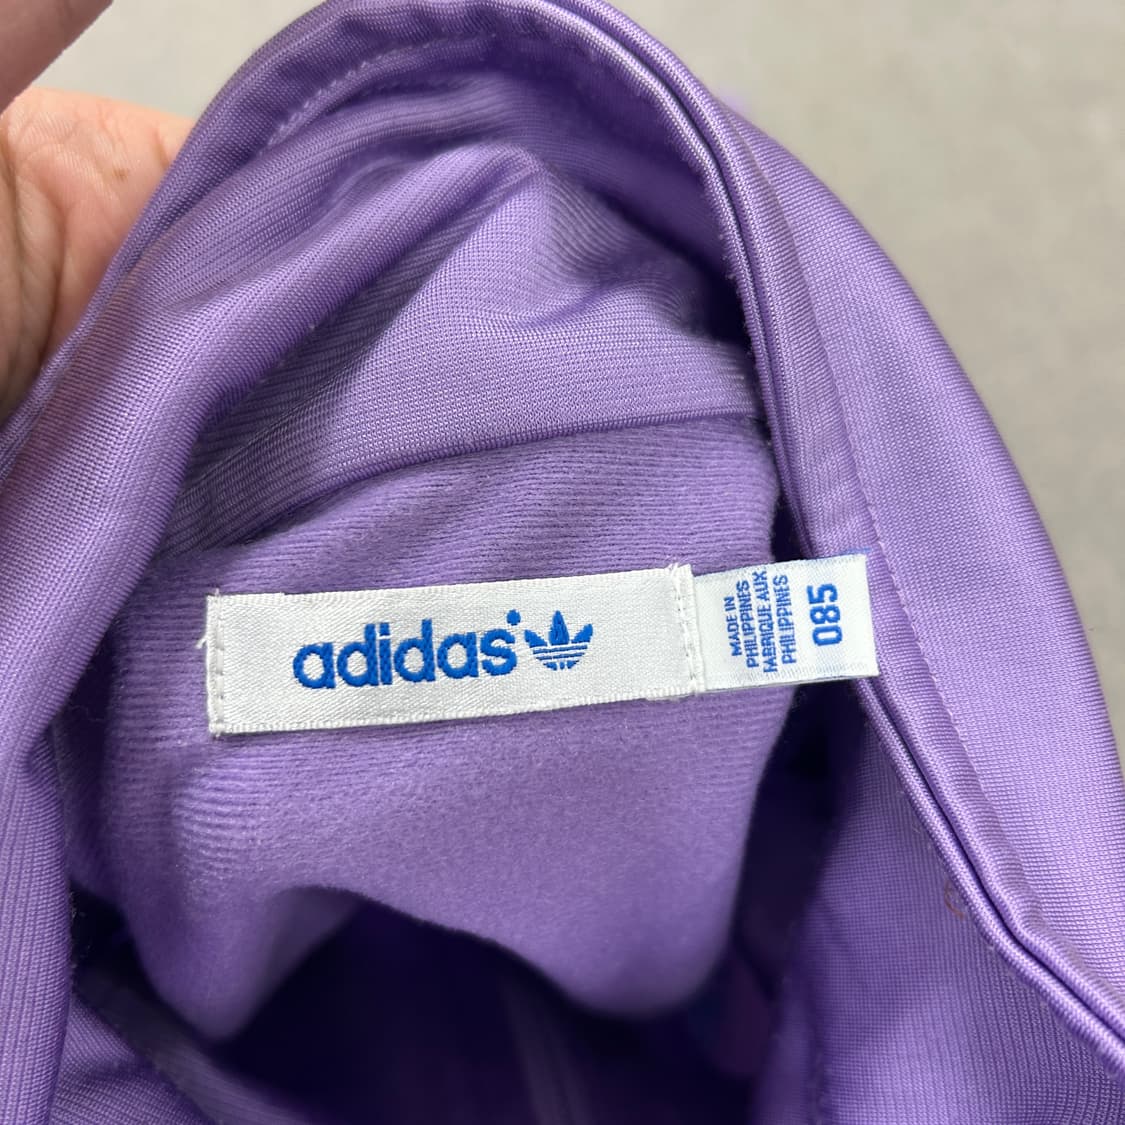 adidas
MADE IN
PHILIPPINES
FABRIQUE AUX
PHILIPPINES
085